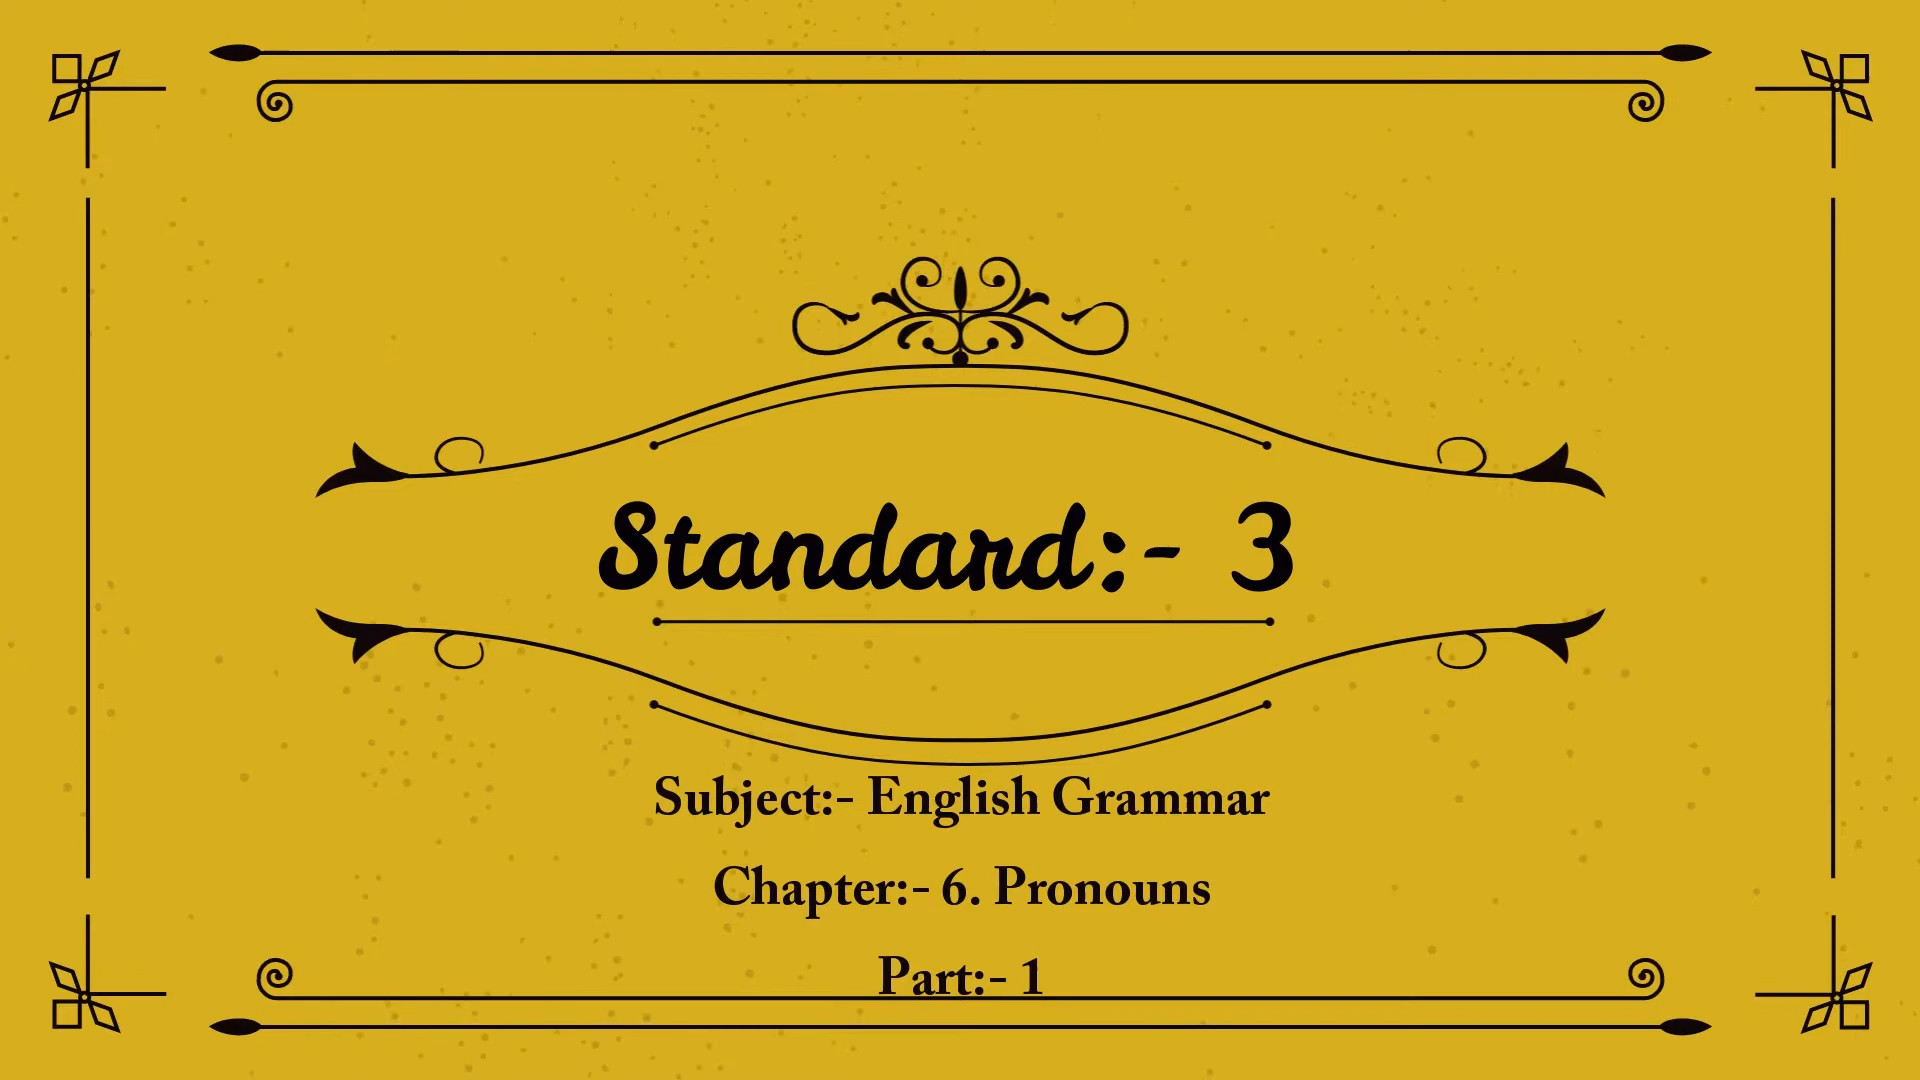 Standard:- 3
Subject:- English Grammar
Chapter:- 6. Pronouns
Part:- 1